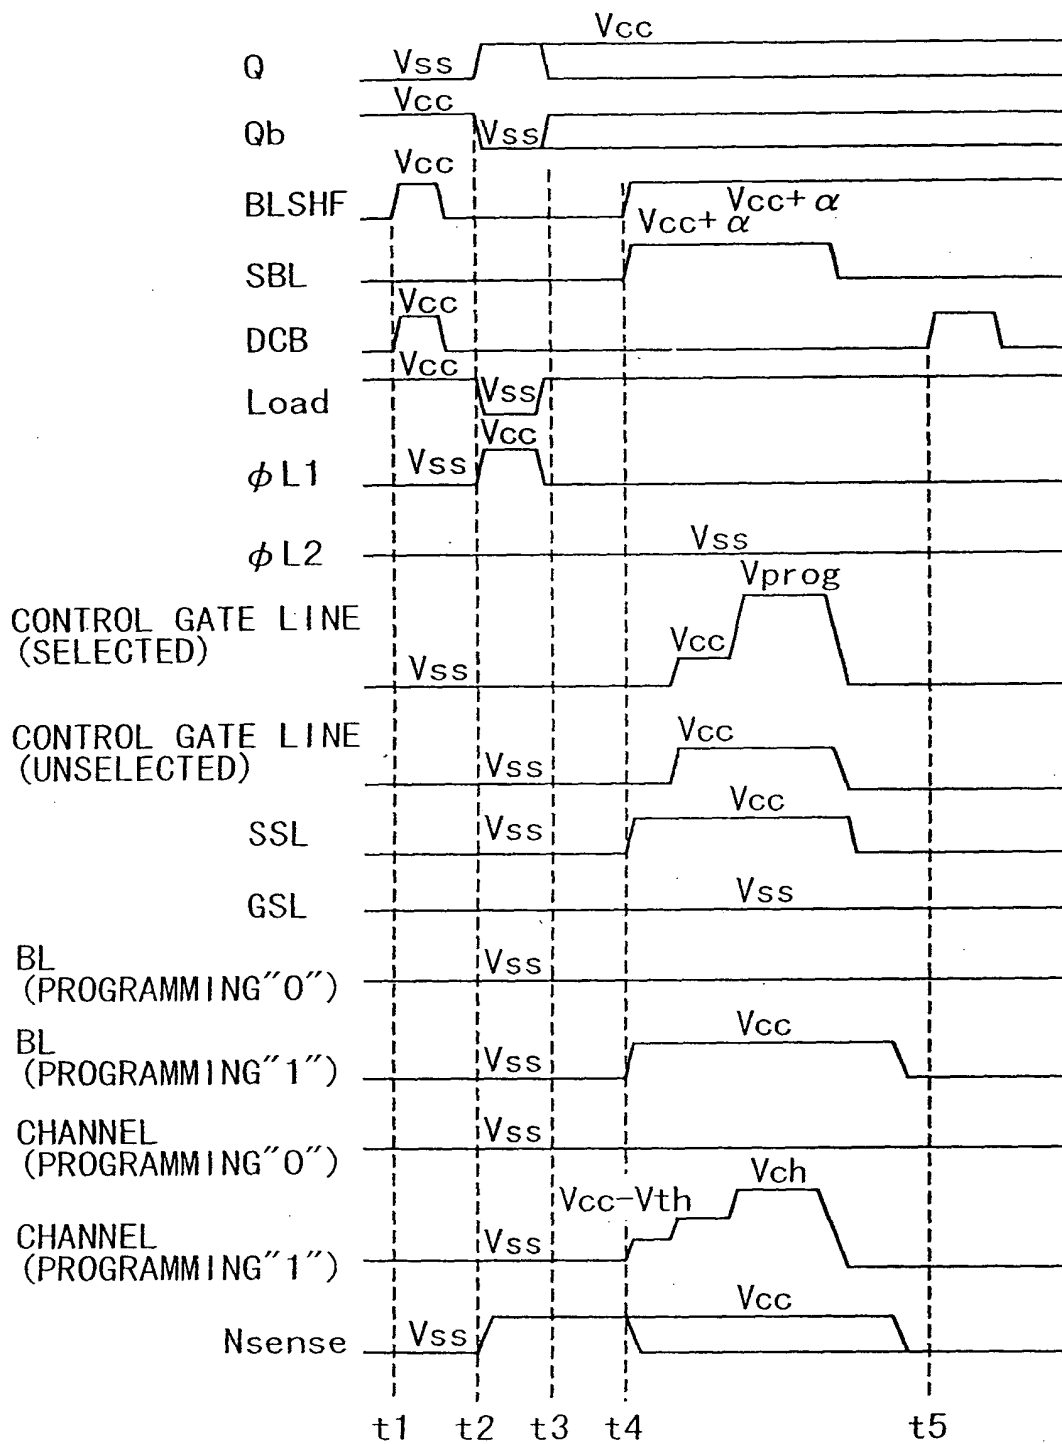 Vcc
Q Vss
Vcc
Qb Vss
Vcc
BLSHF Vcc+α
Vcc+α
SBL
Vcc
DCB
Vcc
Load Vss
Vcc
φL1 Vss
φL2 Vss
Vprog
CONTROL GATE LINE
(SELECTED) Vcc
Vss
CONTROL GATE LINE
(UNSELECTED) Vcc
Vss
SSL Vss Vcc
GSL Vss
BL
(PROGRAMMING"0") Vss
BL
(PROGRAMMING"1") Vss Vcc
CHANNEL
(PROGRAMMING"0") Vss
Vcc-Vth Vch
CHANNEL
(PROGRAMMING"1") Vss
Nsense Vss Vcc
t1 t2 t3 t4 t5